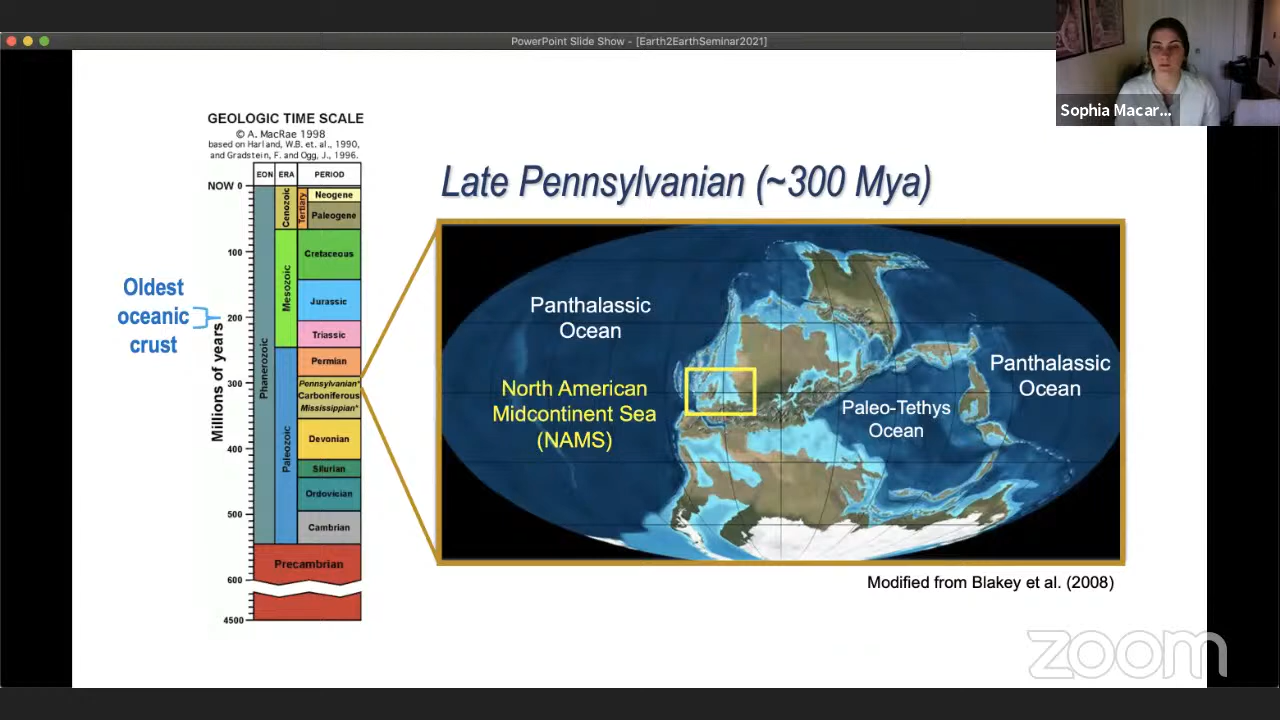 PowerPoint Slide Show - [Earth2EarthSeminar2021]
Sophia Macar...
GEOLOGIC TIME SCALE
© A. MacRae 1998
based on Harland, W.B. et. al., 1990,
and Gradstein, F. and Ogg, J., 1996.
EON ERA PERIOD
NOW 0
100
200
300
400
500
600
4500
Millions of years
Oldest
oceanic
crust
Phanerozoic
Cenozoic
Mesozoic
Paleozoic
Tertiary
Neogene
Paleogene
Cretaceous
Jurassic
Triassic
Permian
Pennsylvanian*
Carboniferous
Mississippian*
Devonian
Silurian
Ordovician
Cambrian
Precambrian
Late Pennsylvanian (~300 Mya)
Panthalassic
Ocean
North American
Midcontinent Sea
(NAMS)
Paleo-Tethys
Ocean
Panthalassic
Ocean
Modified from Blakey et al. (2008)
zoom